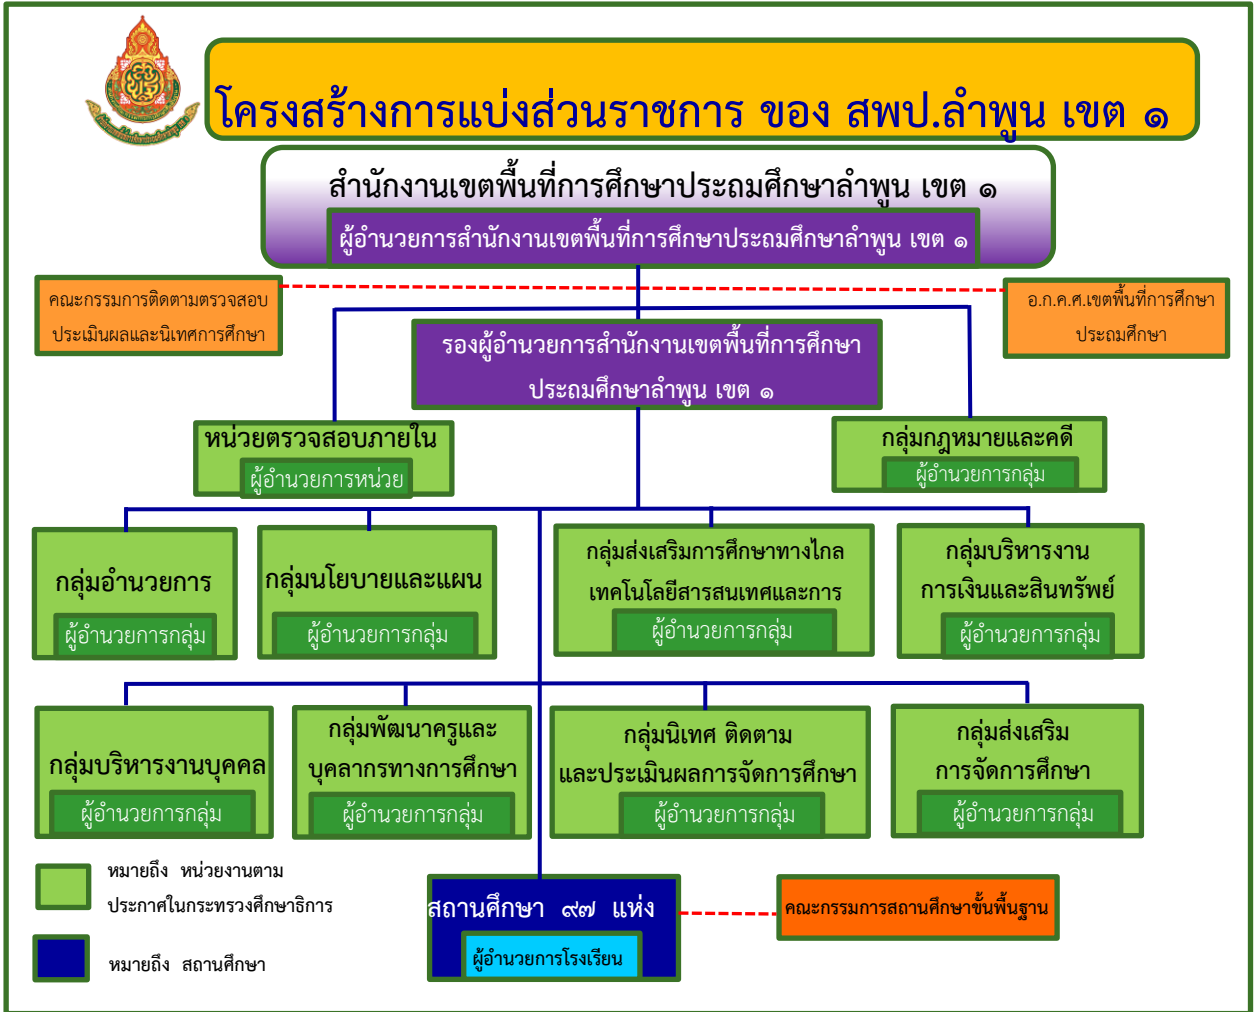 โครงสร้างการแบ่งส่วนราชการ ของ สพป.ลำพูน เขต ๑
สำนักงานเขตพื้นที่การศึกษาประถมศึกษาลำพูน เขต ๑
ผู้อำนวยการสำนักงานเขตพื้นที่การศึกษาประถมศึกษาลำพูน เขต ๑
คณะกรรมการติดตามตรวจสอบ
ประเมินผลและนิเทศการศึกษา
อ.ก.ค.ศ.เขตพื้นที่การศึกษา
ประถมศึกษา
รองผู้อำนวยการสำนักงานเขตพื้นที่การศึกษา
ประถมศึกษาลำพูน เขต ๑
หน่วยตรวจสอบภายใน
ผู้อำนวยการหน่วย
กลุ่มกฎหมายและคดี
ผู้อำนวยการกลุ่ม
กลุ่มอำนวยการ
ผู้อำนวยการกลุ่ม
กลุ่มนโยบายและแผน
ผู้อำนวยการกลุ่ม
กลุ่มส่งเสริมการศึกษาทางไกล
เทคโนโลยีสารสนเทศและการ
ผู้อำนวยการกลุ่ม
กลุ่มบริหารงาน
การเงินและสินทรัพย์
ผู้อำนวยการกลุ่ม
กลุ่มบริหารงานบุคคล
ผู้อำนวยการกลุ่ม
กลุ่มพัฒนาครูและ
บุคลากรทางการศึกษา
ผู้อำนวยการกลุ่ม
กลุ่มนิเทศ ติดตาม
และประเมินผลการจัดการศึกษา
ผู้อำนวยการกลุ่ม
กลุ่มส่งเสริม
การจัดการศึกษา
ผู้อำนวยการกลุ่ม
หมายถึง หน่วยงานตาม
ประกาศในกระทรวงศึกษาธิการ
หมายถึง สถานศึกษา
สถานศึกษา ๙๗ แห่ง
ผู้อำนวยการโรงเรียน
คณะกรรมการสถานศึกษาขั้นพื้นฐาน